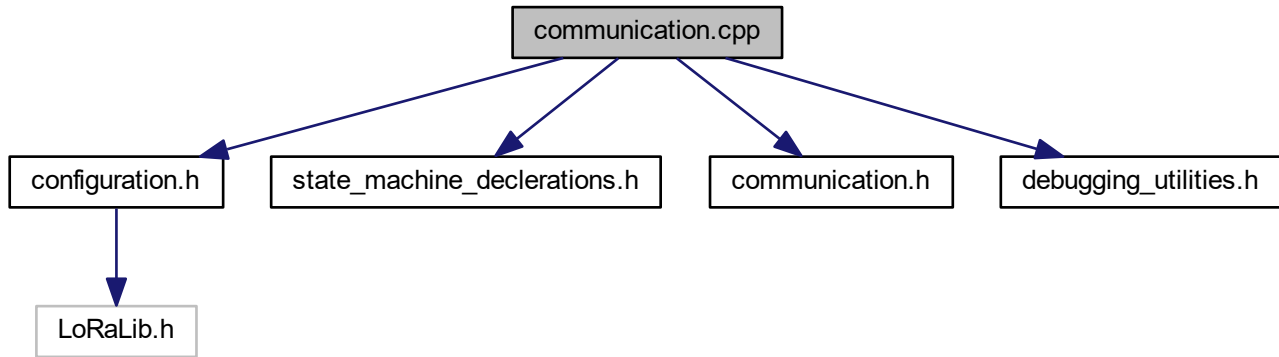 communication.cpp
configuration.h
state_machine_declerations.h
communication.h
debugging_utilities.h
LoRaLib.h